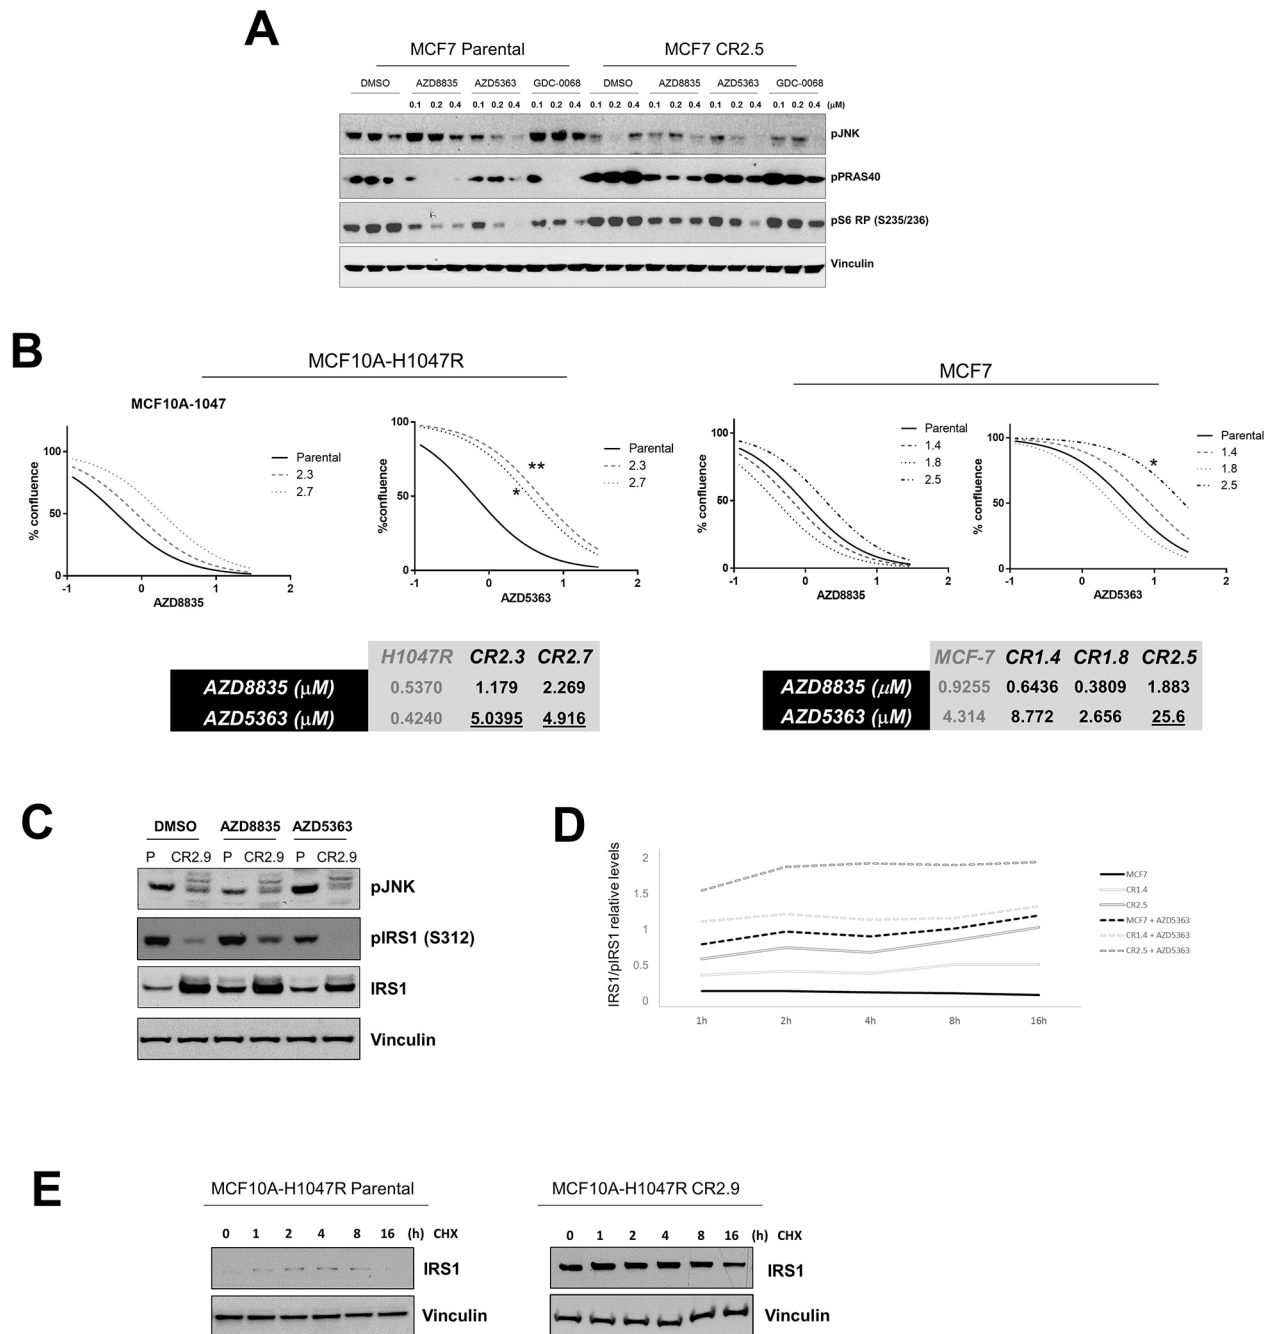 A
MCF7 Parental
MCF7 CR2.5
DMSO AZD8835 AZD5363 GDC-0068 DMSO AZD8835 AZD5363 GDC-0068
0.1 0.2 0.4 0.1 0.2 0.4 0.1 0.2 0.4 0.1 0.2 0.4 0.1 0.2 0.4 0.1 0.2 0.4 0.1 0.2 0.4 (μM)
pJNK
pPRAS40
pS6 RP (S235/236)
Vinculin
B
MCF10A-H1047R
MCF7
MCF10A-1047
% confluence
100
50
0
-1 0 1 2
AZD8835
Parental
2.3
2.7
%confluence
100
50
0
-1 0 1 2
AZD5363
**
*
Parental
2.3
2.7
% confluence
100
50
0
-1 0 1 2
AZD8835
Parental
1.4
1.8
2.5
% confluence
100
50
0
-1 0 1 2
AZD5363
*
Parental
1.4
1.8
2.5
H1047R CR2.3 CR2.7
AZD8835 (μM) 0.5370 1.179 2.269
AZD5363 (μM) 0.4240 5.0395 4.916
MCF-7 CR1.4 CR1.8 CR2.5
AZD8835 (μM) 0.9255 0.6436 0.3809 1.883
AZD5363 (μM) 4.314 8.772 2.656 25.6
C
DMSO AZD8835 AZD5363
P CR2.9 P CR2.9 P CR2.9
pJNK
pIRS1 (S312)
IRS1
Vinculin
D
IRS1/pIRS1 relative levels
2
1.5
1
0.5
0
1h 2h 4h 8h 16h
MCF7
CR1.4
CR2.5
MCF7 + AZD5363
CR1.4 + AZD5363
CR2.5 + AZD5363
E
MCF10A-H1047R Parental
0 1 2 4 8 16 (h) CHX
IRS1
Vinculin
MCF10A-H1047R CR2.9
0 1 2 4 8 16 (h) CHX
IRS1
Vinculin